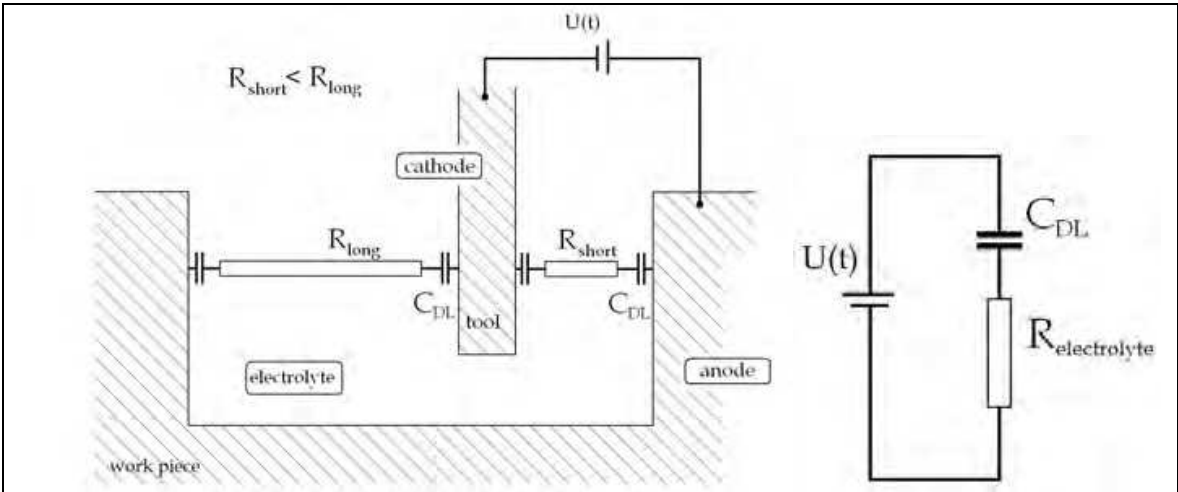 U(t)
R_short < R_long
cathode
R_long
R_short
C_DL
C_DL
tool
electrolyte
anode
work piece
C_DL
U(t)
R_electrolyte